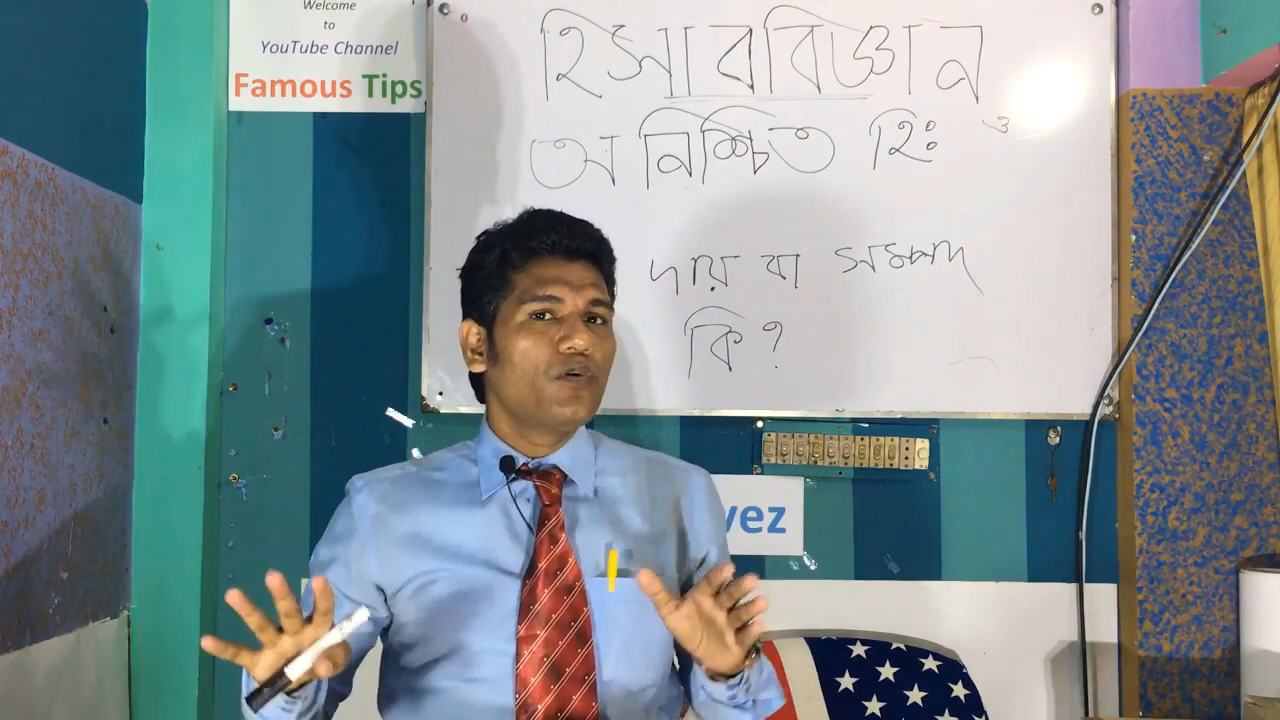 Welcome
to
YouTube Channel
Famous Tips
হিসাববিজ্ঞান
অনিশ্চিত হিঃ ও
দায় বা সম্পদ
কি?
vez